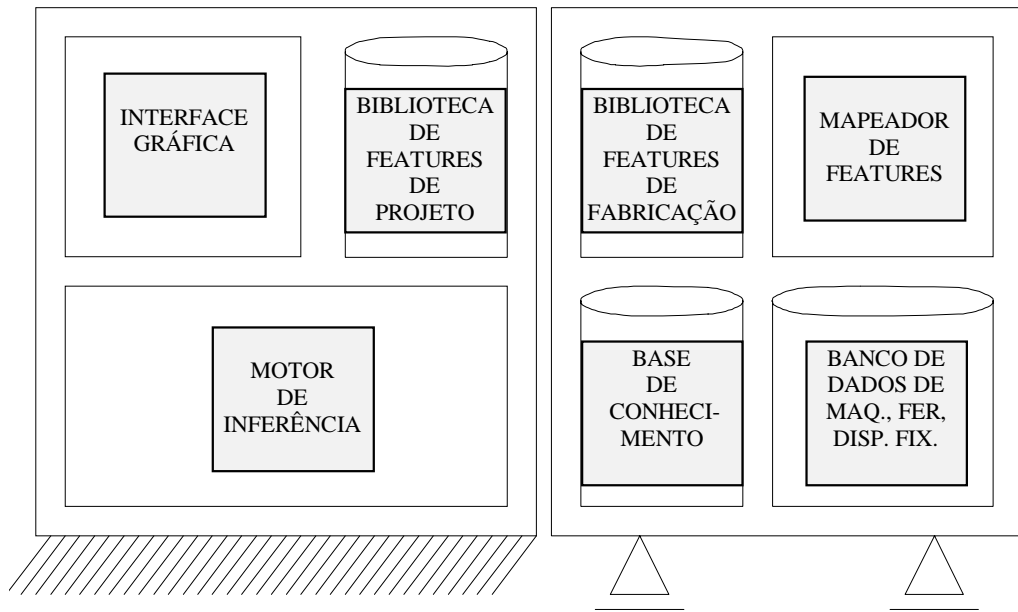 INTERFACE
GRÁFICA
BIBLIOTECA
DE
FEATURES
DE
PROJETO
BIBLIOTECA
DE
FEATURES
DE
FABRICAÇÃO
MAPEADOR
DE
FEATURES
MOTOR
DE
INFERÊNCIA
BASE
DE
CONHECI-
MENTO
BANCO DE
DADOS DE
MAQ., FER,
DISP. FIX.